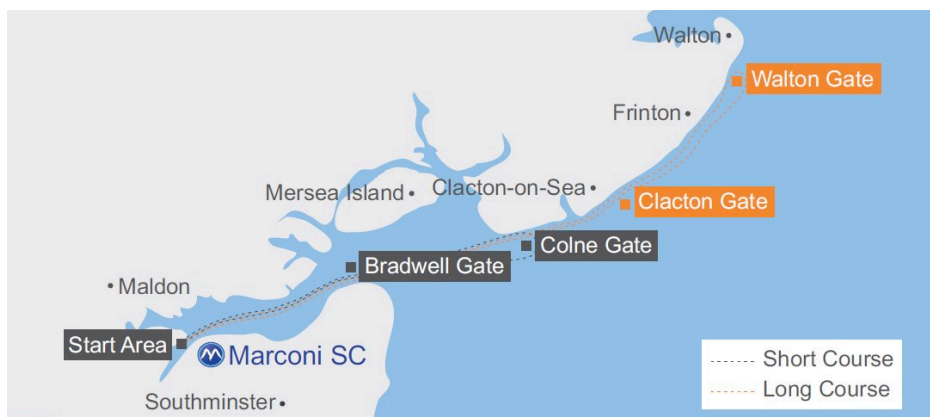 Walton
Walton Gate
Frinton
Mersea Island
Clacton-on-Sea
Clacton Gate
Colne Gate
Bradwell Gate
Maldon
Start Area
Marconi SC
Short Course
Long Course
Southminster